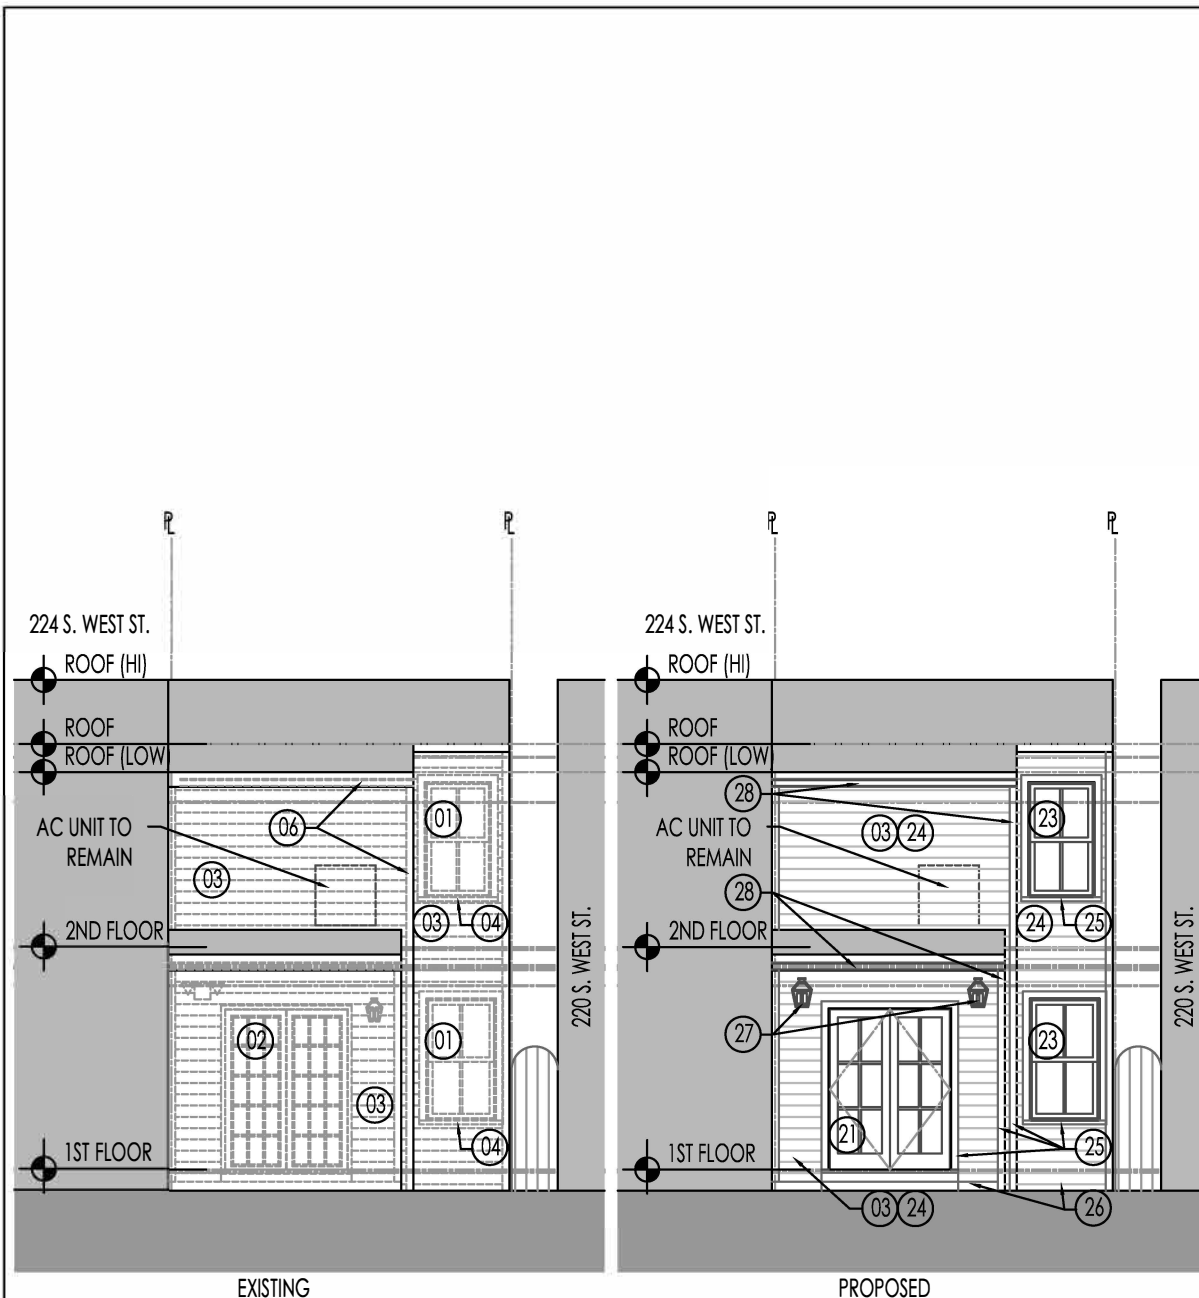 PL PL PL PL
224 S. WEST ST.
ROOF (HI)
ROOF
ROOF (LOW)
06
01
AC UNIT TO
REMAIN
03
03
04
2ND FLOOR
220 S. WEST ST.
02
01
03
04
1ST FLOOR
EXISTING
224 S. WEST ST.
ROOF (HI)
ROOF
ROOF (LOW)
28
23
AC UNIT TO
REMAIN
03 24
28
24 25
2ND FLOOR
220 S. WEST ST.
27
23
21
25
1ST FLOOR
03 24
26
PROPOSED